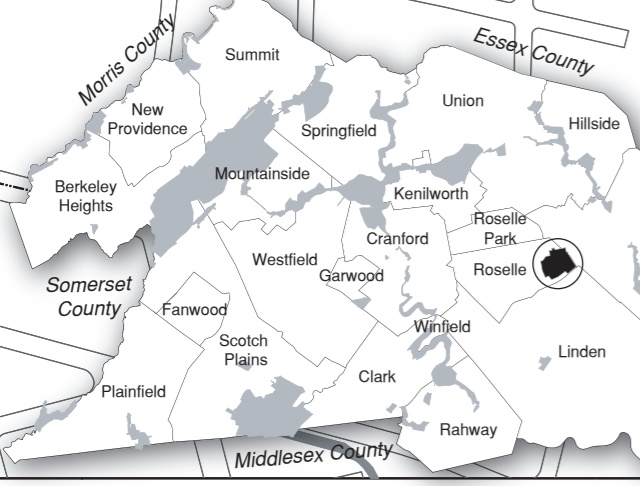 Morris County
Essex County
Summit
Union
New
Providence
Springfield
Hillside
Mountainside
Berkeley
Heights
Kenilworth
Roselle
Park
Cranford
Westfield
Garwood
Roselle
Somerset
County
Fanwood
Winfield
Scotch
Plains
Linden
Clark
Plainfield
Rahway
Middlesex County